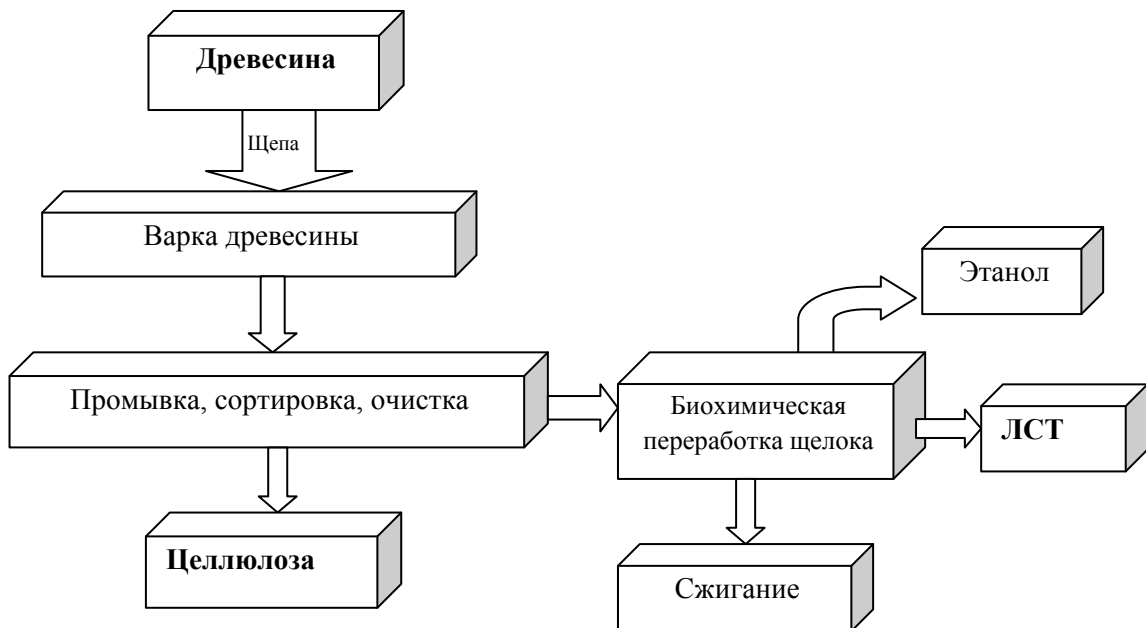 Древесина
Щепа
Варка древесины
Этанол
Промывка, сортировка, очистка
Биохимическая
переработка щелока
ЛСТ
Целлюлоза
Сжигание